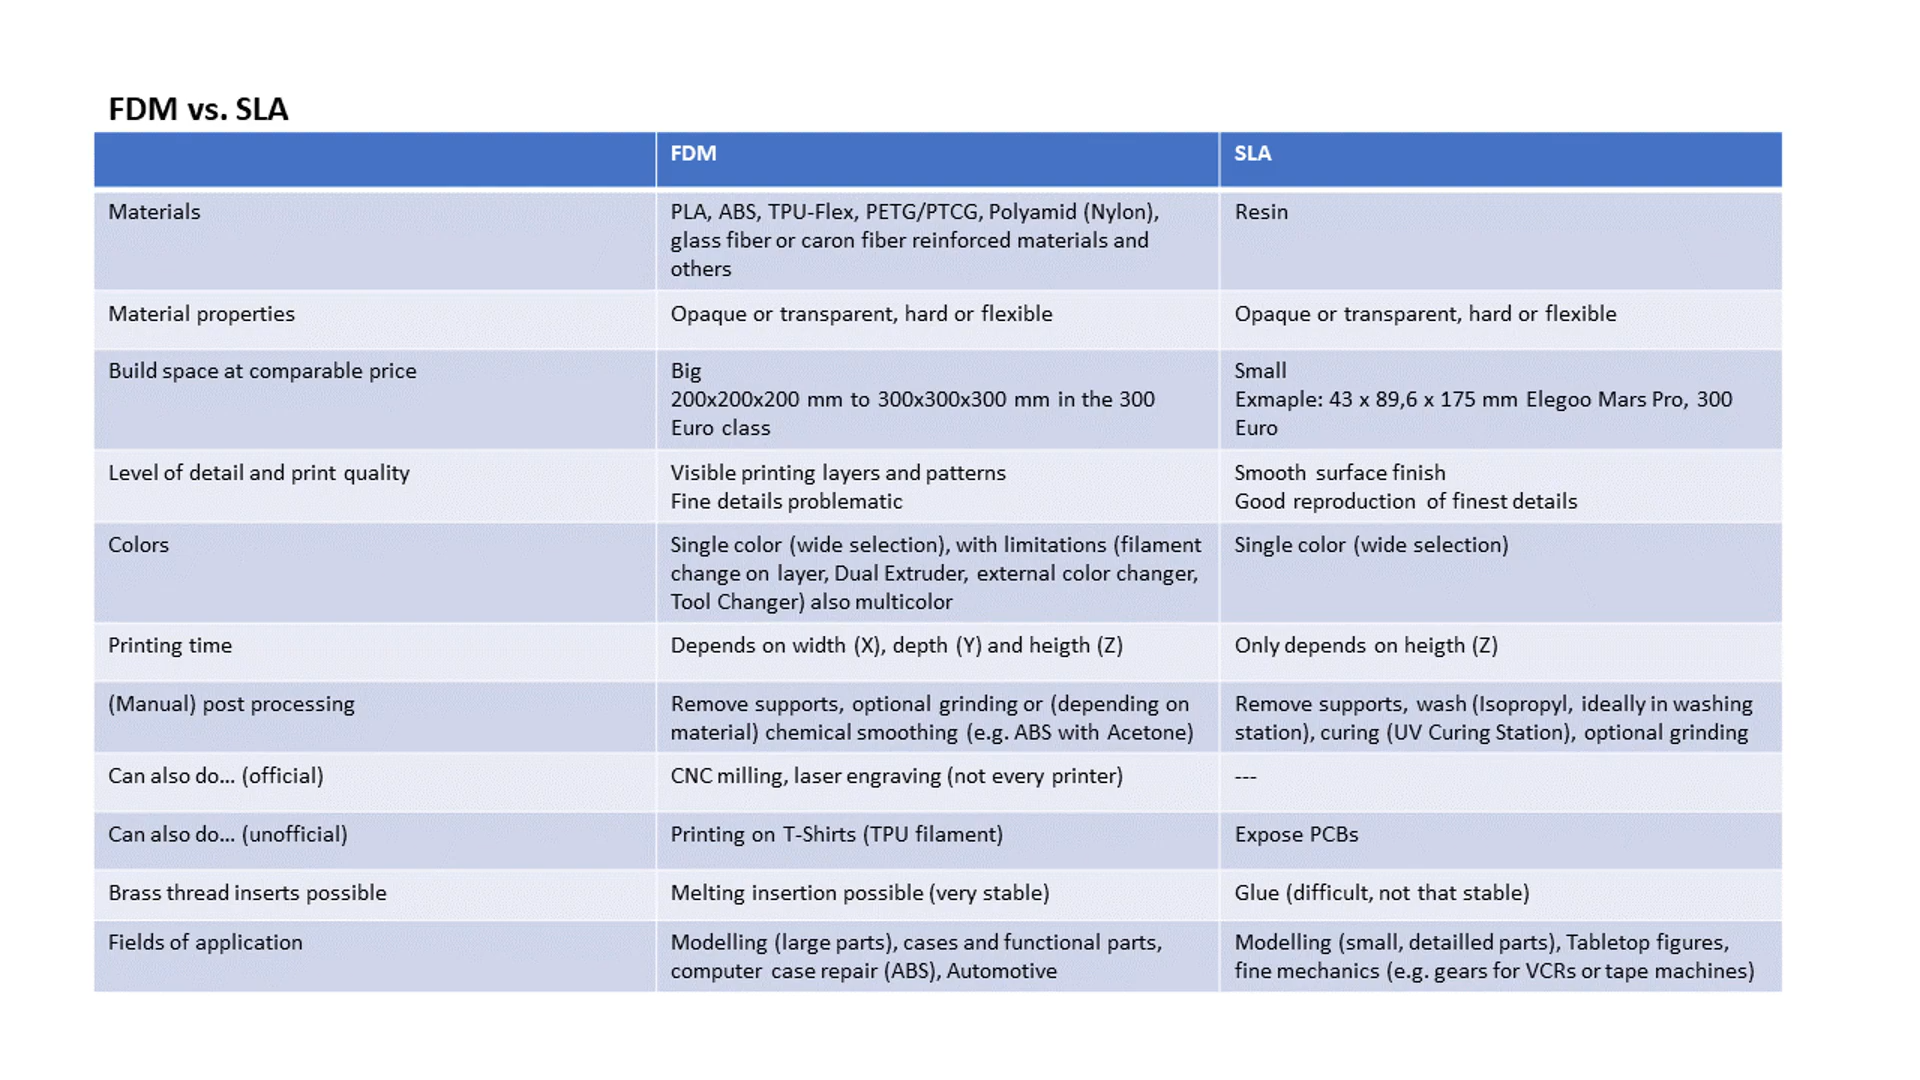 FDM vs. SLA
FDM
SLA
Materials
PLA, ABS, TPU-Flex, PETG/PTCG, Polyamid (Nylon),
glass fiber or caron fiber reinforced materials and
others
Resin
Material properties
Opaque or transparent, hard or flexible
Opaque or transparent, hard or flexible
Build space at comparable price
Big
200x200x200 mm to 300x300x300 mm in the 300
Euro class
Small
Exmaple: 43 x 89,6 x 175 mm Elegoo Mars Pro, 300
Euro
Level of detail and print quality
Visible printing layers and patterns
Fine details problematic
Smooth surface finish
Good reproduction of finest details
Colors
Single color (wide selection), with limitations (filament
change on layer, Dual Extruder, external color changer,
Tool Changer) also multicolor
Single color (wide selection)
Printing time
Depends on width (X), depth (Y) and heigth (Z)
Only depends on heigth (Z)
(Manual) post processing
Remove supports, optional grinding or (depending on
material) chemical smoothing (e.g. ABS with Acetone)
Remove supports, wash (Isopropyl, ideally in washing
station), curing (UV Curing Station), optional grinding
Can also do... (official)
CNC milling, laser engraving (not every printer)
---
Can also do... (unofficial)
Printing on T-Shirts (TPU filament)
Expose PCBs
Brass thread inserts possible
Melting insertion possible (very stable)
Glue (difficult, not that stable)
Fields of application
Modelling (large parts), cases and functional parts,
computer case repair (ABS), Automotive
Modelling (small, detailled parts), Tabletop figures,
fine mechanics (e.g. gears for VCRs or tape machines)